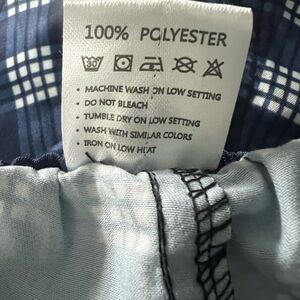 100% POLYESTER
30
• MACHINE WASH ON LOW SETTING
• DO NOT BLEACH
• TUMBLE DRY ON LOW SETTING
• WASH WITH SIMILAR COLORS
• IRON ON LOW HEAT